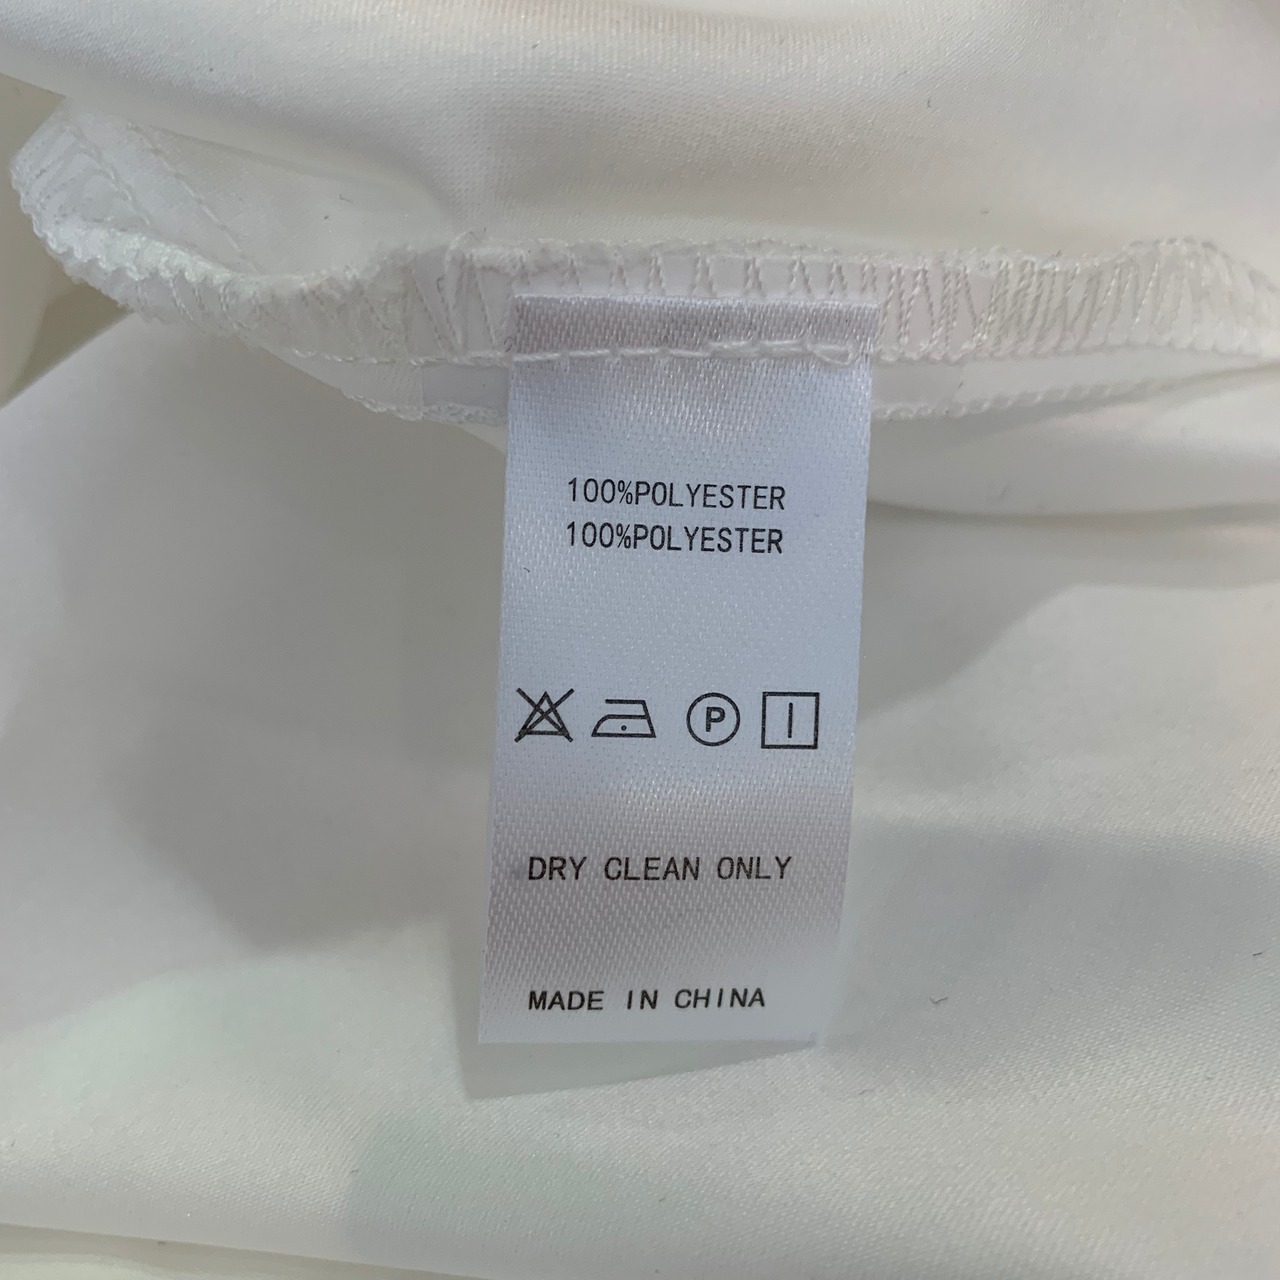 100%POLYESTER
100%POLYESTER
P
DRY CLEAN ONLY
MADE IN CHINA